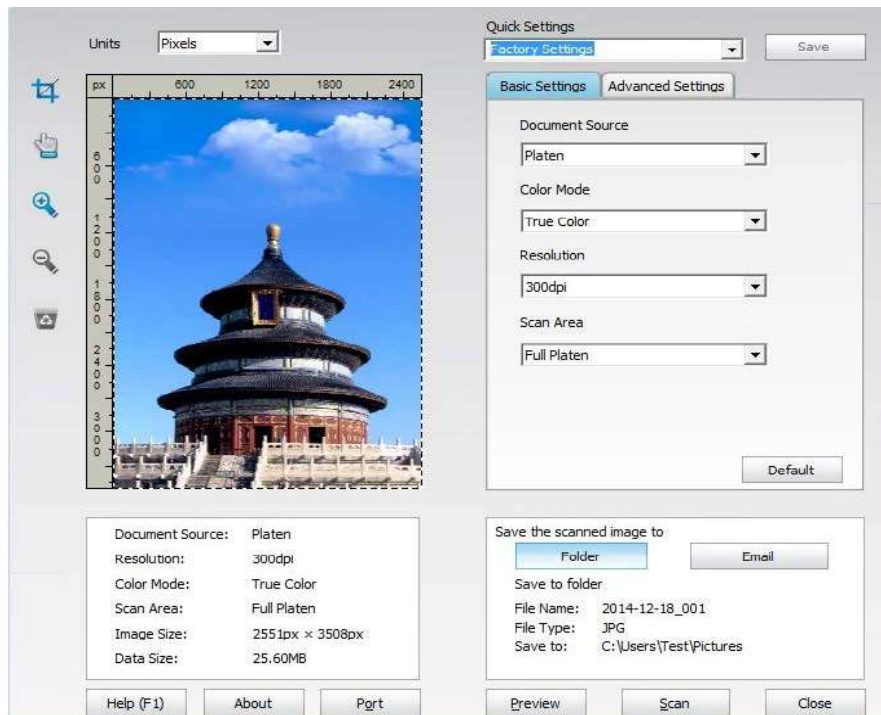 Quick Settings
Units Pixels
Factory Settings Save
px 600 1200 1800 2400
Basic Settings Advanced Settings
600
1200
1800
2400
3000
Document Source
Platen
Color Mode
True Color
Resolution
300dpi
Scan Area
Full Platen
Default
Document Source: Platen
Resolution: 300dpi
Color Mode: True Color
Scan Area: Full Platen
Image Size: 2551px × 3508px
Data Size: 25.60MB
Save the scanned image to
Folder Email
Save to folder
File Name: 2014-12-18_001
File Type: JPG
Save to: C:\Users\Test\Pictures
Help (F1) About Port
Preview Scan Close